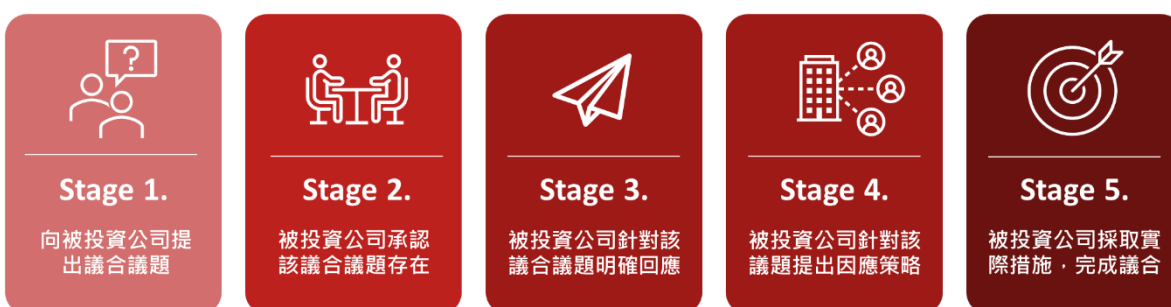 ?
Stage 1.
向被投資公司提
出議合議題
Stage 2.
被投資公司承認
該議合議題存在
Stage 3.
被投資公司針對該
議合議題明確回應
Stage 4.
被投資公司針對該
議題提出因應策略
Stage 5.
被投資公司採取實
際措施，完成議合